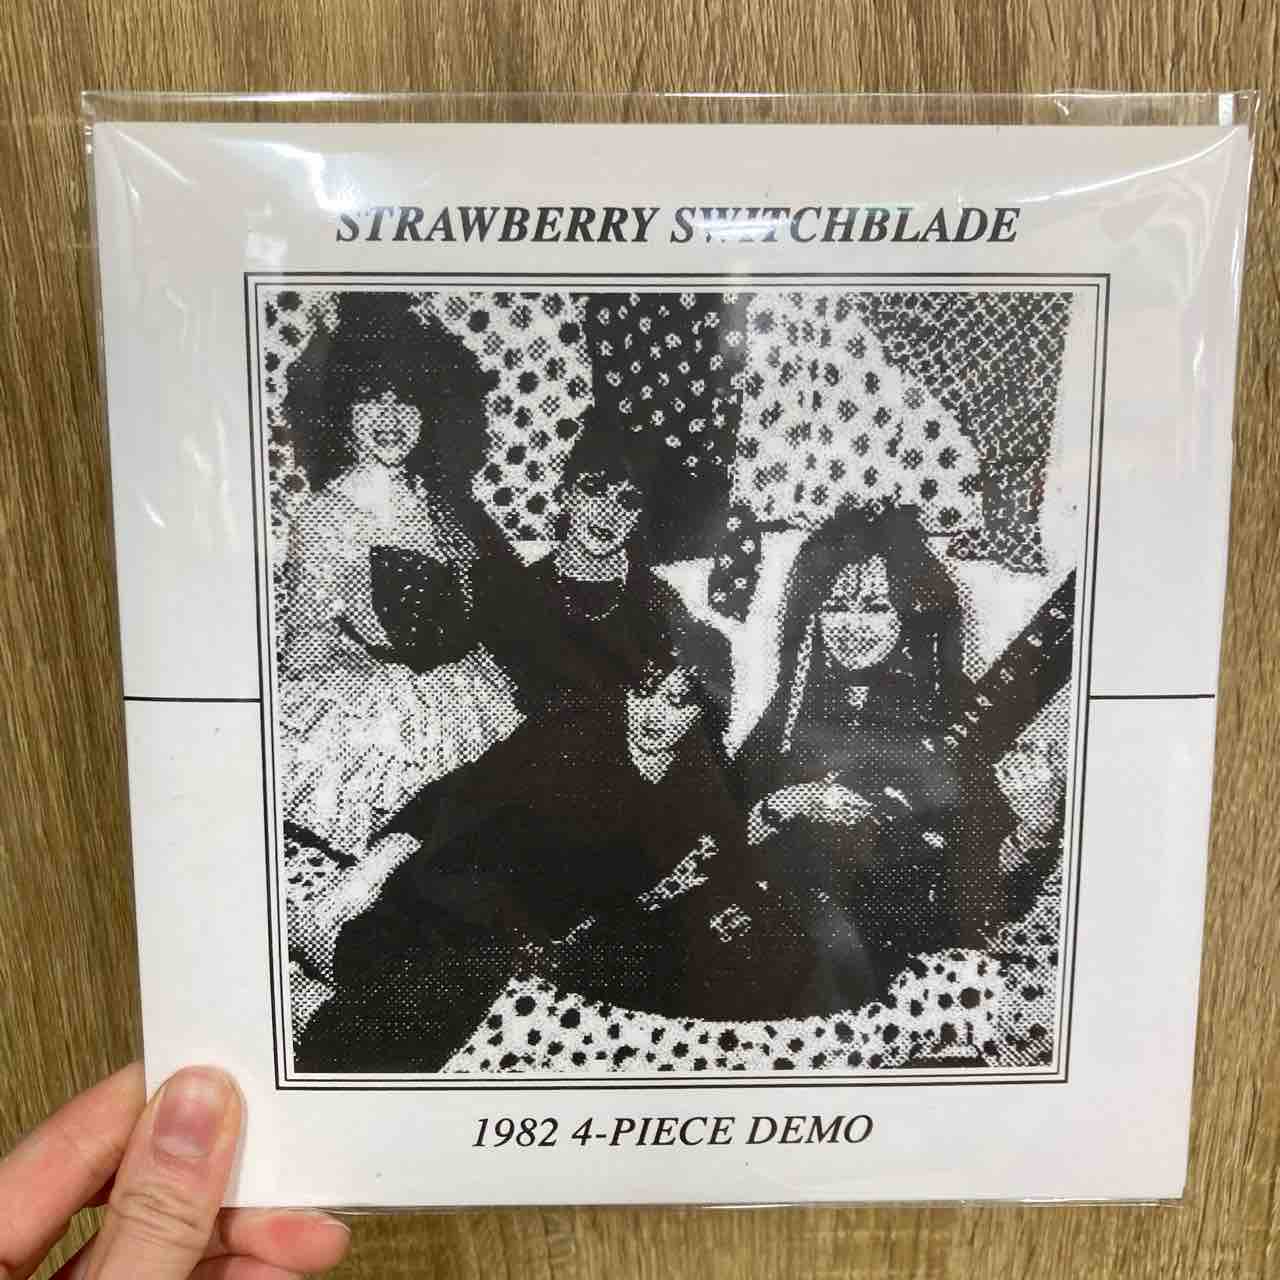 STRAWBERRY SWITCHBLADE
1982 4-PIECE DEMO